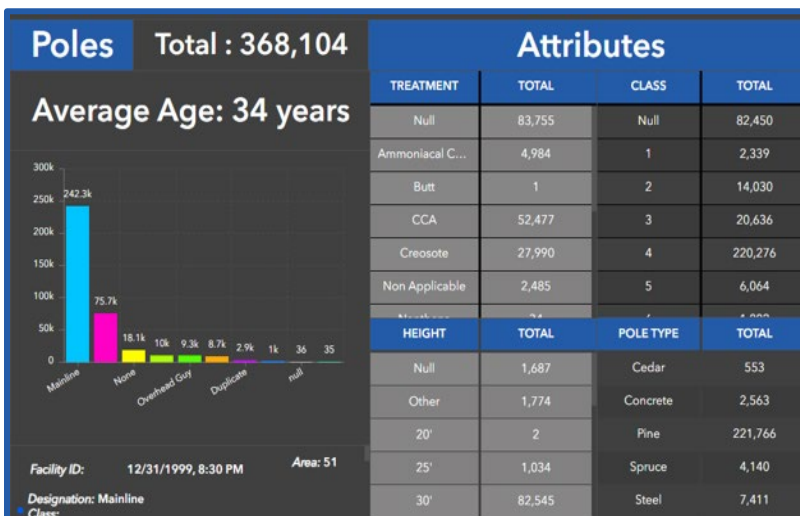 Poles
Total : 368,104
Average Age: 34 years
300k
250k
200k
150k
100k
50k
0
242.3k
75.7k
18.1k
10k
9.3k
8.7k
2.9k
1k
36
35
Mainline
None
Overhead Guy
Duplicate
null
Facility ID: 12/31/1999, 8:30 PM Area: 51
Designation: Mainline
Class:
Attributes
TREATMENT TOTAL
Null 83,755
Ammoniacal C... 4,984
Butt 1
CCA 52,477
Creosote 27,990
Non Applicable 2,485
CLASS TOTAL
Null 82,450
1 2,339
2 14,030
3 20,636
4 220,276
5 6,064
HEIGHT TOTAL
Null 1,687
Other 1,774
20' 2
25' 1,034
30' 82,545
POLE TYPE TOTAL
Cedar 553
Concrete 2,563
Pine 221,766
Spruce 4,140
Steel 7,411